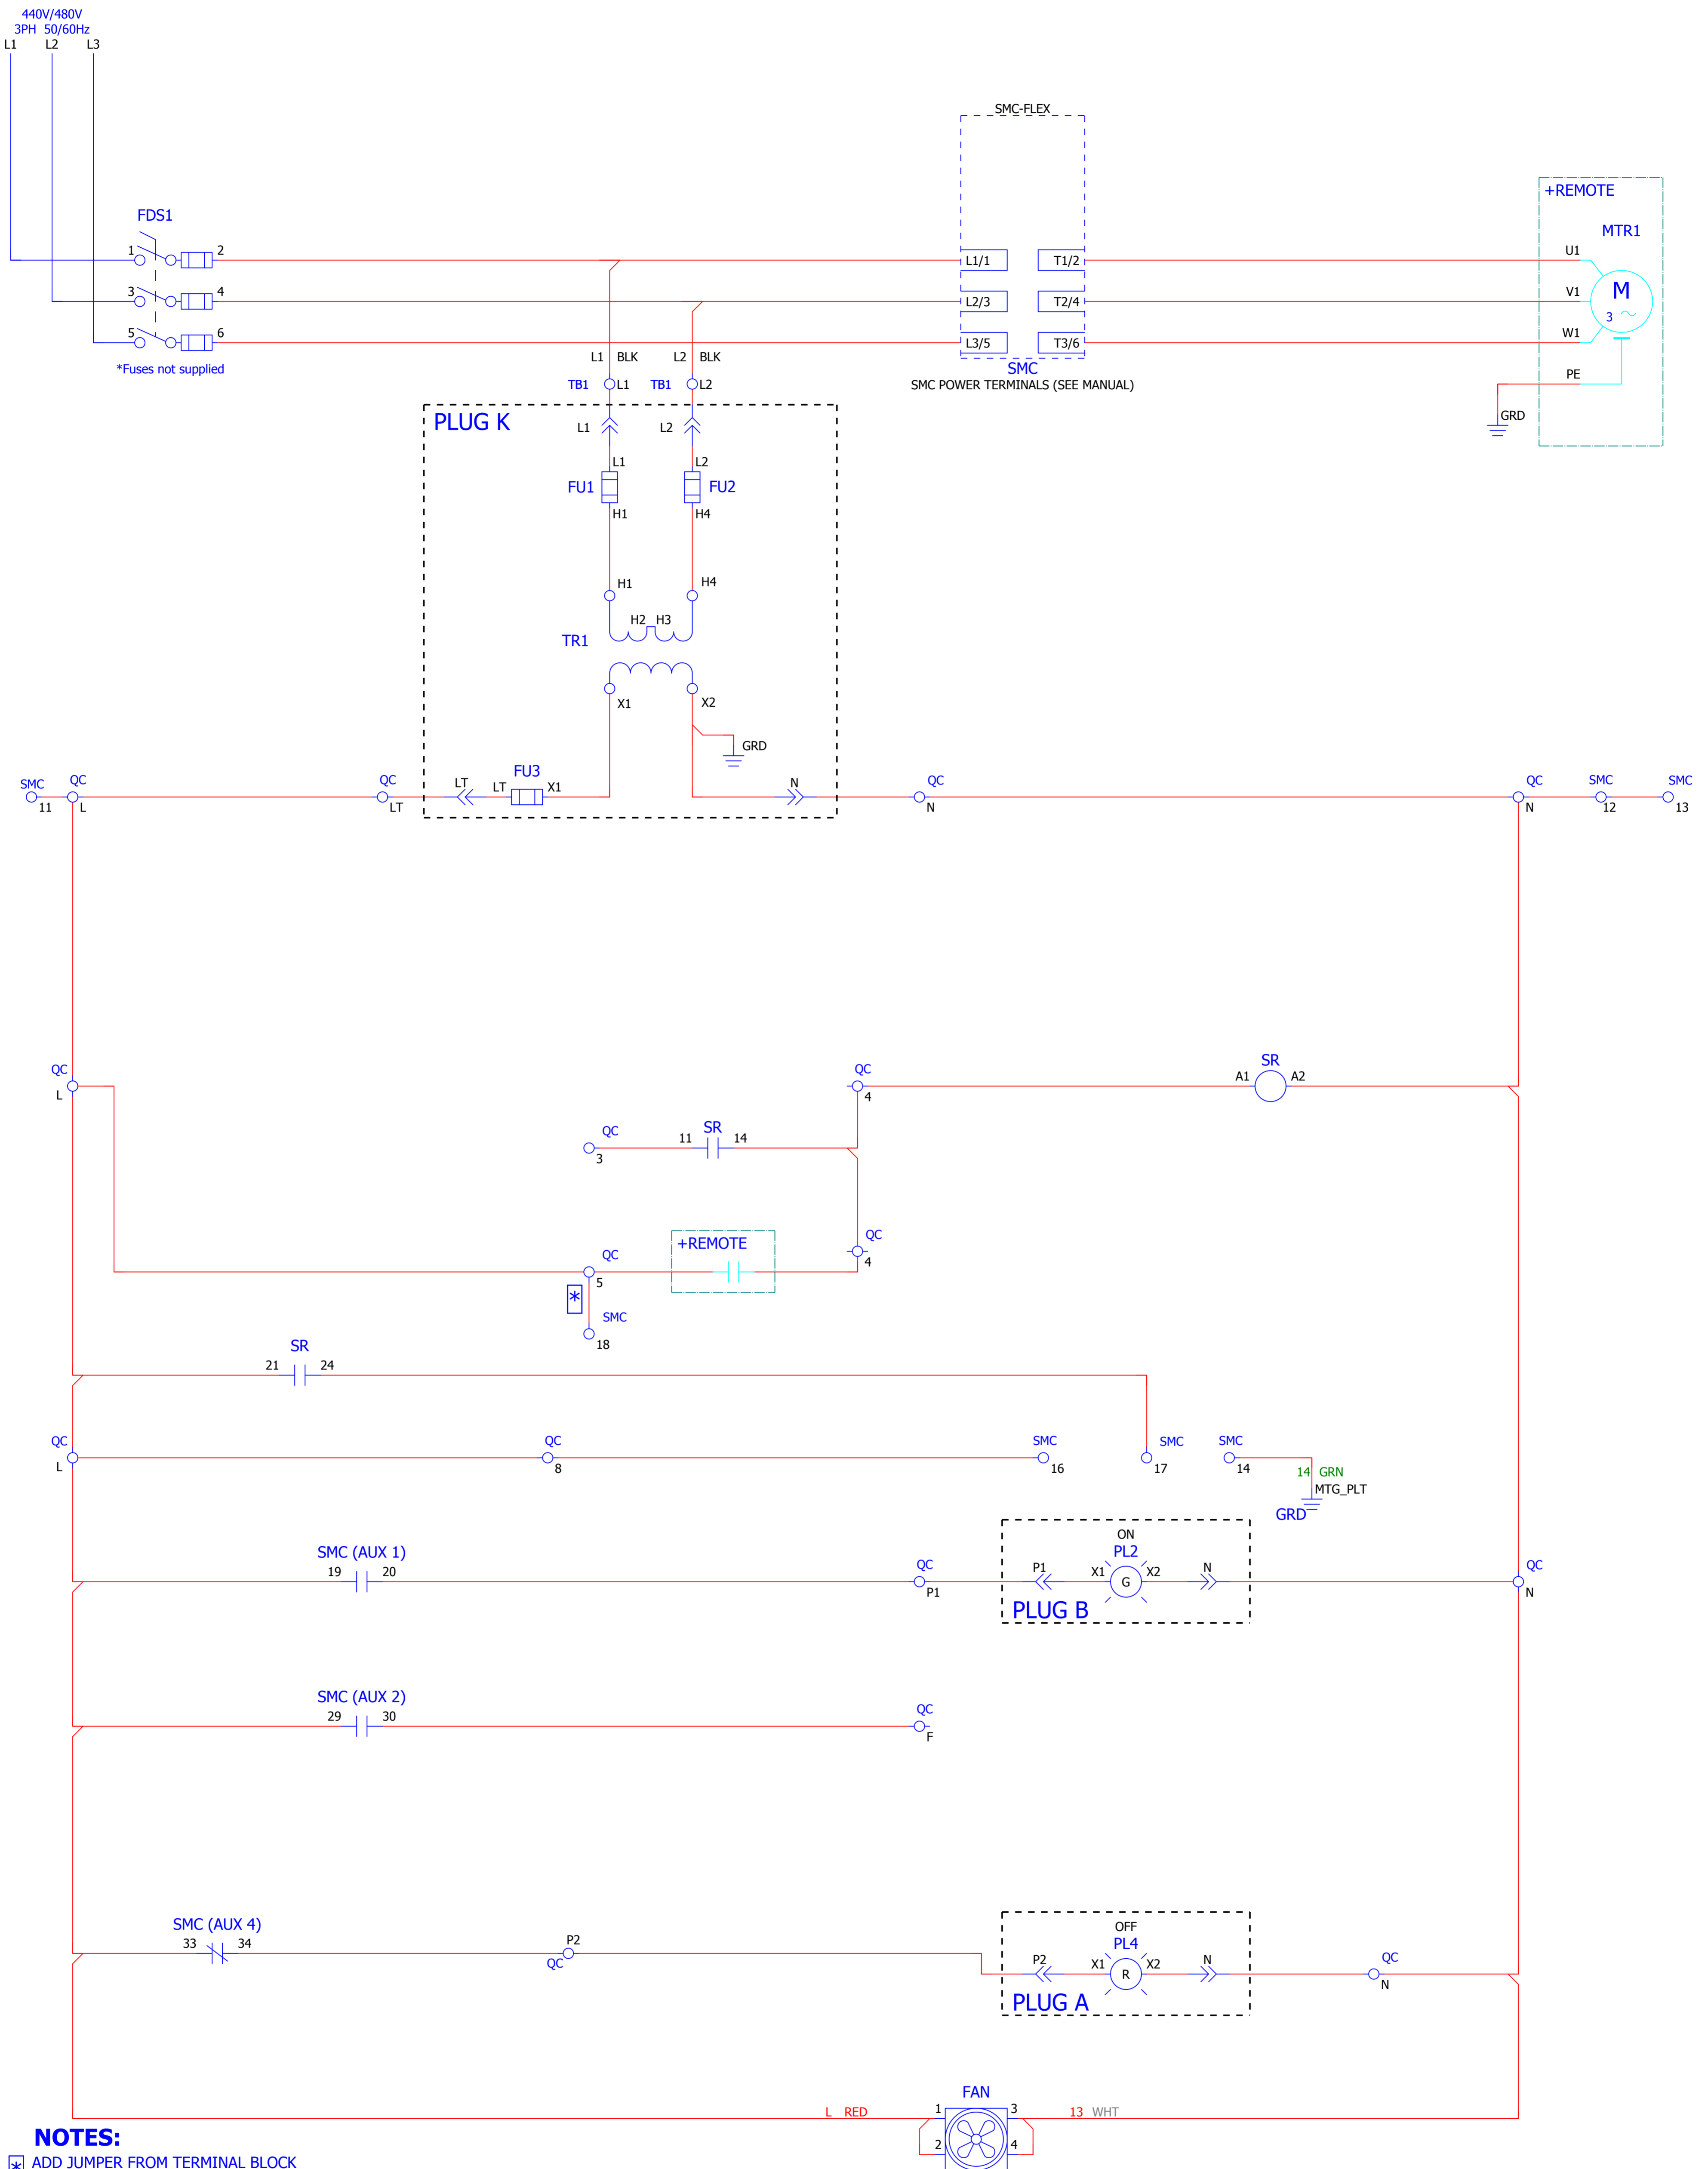 440V/480V
3PH 50/60Hz
L1 L2 L3
SMC-FLEX
+REMOTE
FDS1
MTR1
1 2 L1/1 T1/2 U1
3 4 L2/3 T2/4 V1
M
3
5 6 L3/5 T3/6 W1
*Fuses not supplied
L1 BLK L2 BLK
SMC
SMC POWER TERMINALS (SEE MANUAL)
PE
TB1 L1 TB1 L2
GRD
PLUG K
L1 L2
L1 L2
FU1 FU2
H1 H4
H1 H4
H2 H3
TR1
X1 X2
GRD
FU3
SMC QC QC LT LT X1 N QC QC SMC SMC
11 L LT N N 12 13
QC QC SR
L 4 A1 A2
QC SR
3 11 14
+REMOTE
QC QC
5 4
*
SMC
18
SR
21 24
QC QC SMC SMC SMC
L 8 16 17 14
14 GRN
MTG_PLT
GRD
ON
SMC (AUX 1) PL2
19 20 QC P1 X1 G X2 N QC
P1 N
PLUG B
SMC (AUX 2)
29 30 QC
F
SMC (AUX 4)
33 34 P2
QC
OFF
PL4
P2 X1 R X2 N QC
N
PLUG A
FAN
L RED 1 3 13 WHT
2 4
NOTES:
* ADD JUMPER FROM TERMINAL BLOCK